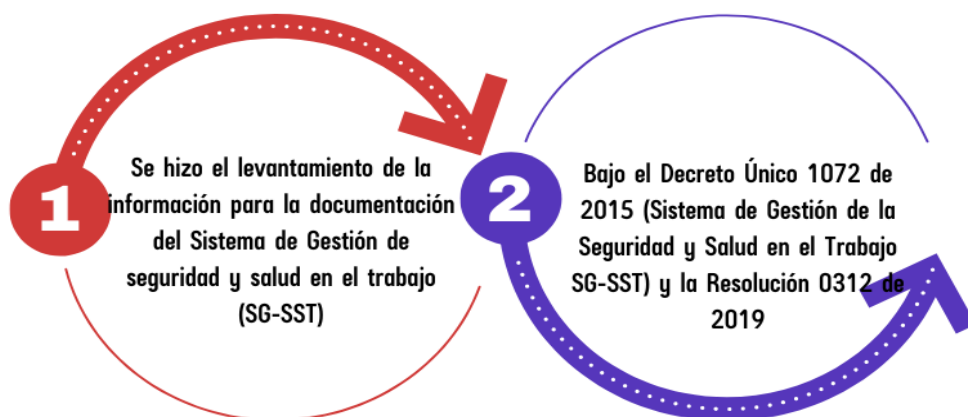 1
Se hizo el levantamiento de la
información para la documentación
del Sistema de Gestión de
seguridad y salud en el trabajo
(SG-SST)
2
Bajo el Decreto Único 1072 de
2015 (Sistema de Gestión de la
Seguridad y Salud en el Trabajo
SG-SST) y la Resolución 0312 de
2019